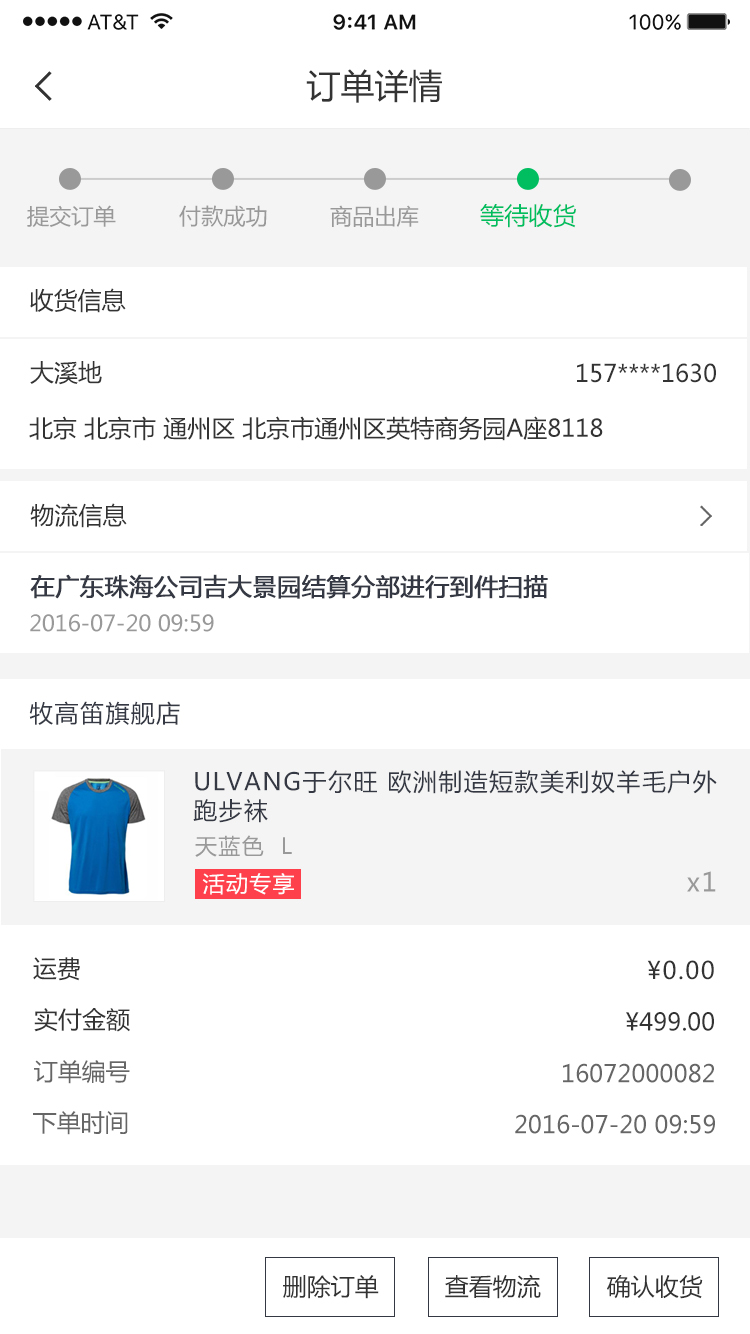 AT&T 9:41 AM 100%
订单详情
提交订单 付款成功 商品出库 等待收货
收货信息
大溪地 157****1630
北京 北京市 通州区 北京市通州区英特商务园A座8118
物流信息
在广东珠海公司吉大景园结算分部进行到件扫描
2016-07-20 09:59
牧高笛旗舰店
ULVANG于尔旺 欧洲制造短款美利奴羊毛户外
跑步袜
天蓝色 L
活动专享 x1
运费 ¥0.00
实付金额 ¥499.00
订单编号 16072000082
下单时间 2016-07-20 09:59
删除订单 查看物流 确认收货